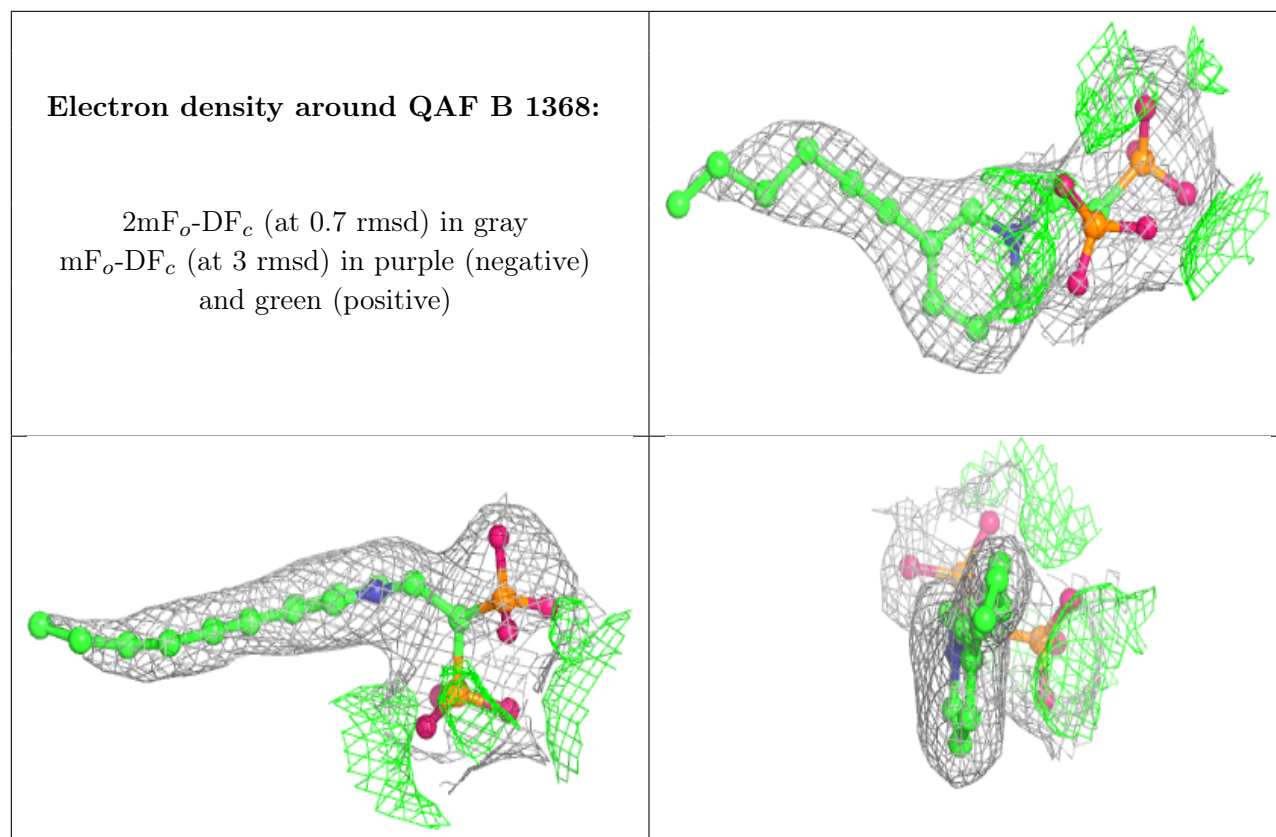 Electron density around QAF B 1368:
2mFₒ-DF𝒸 (at 0.7 rmsd) in gray
mFₒ-DF𝒸 (at 3 rmsd) in purple (negative)
and green (positive)